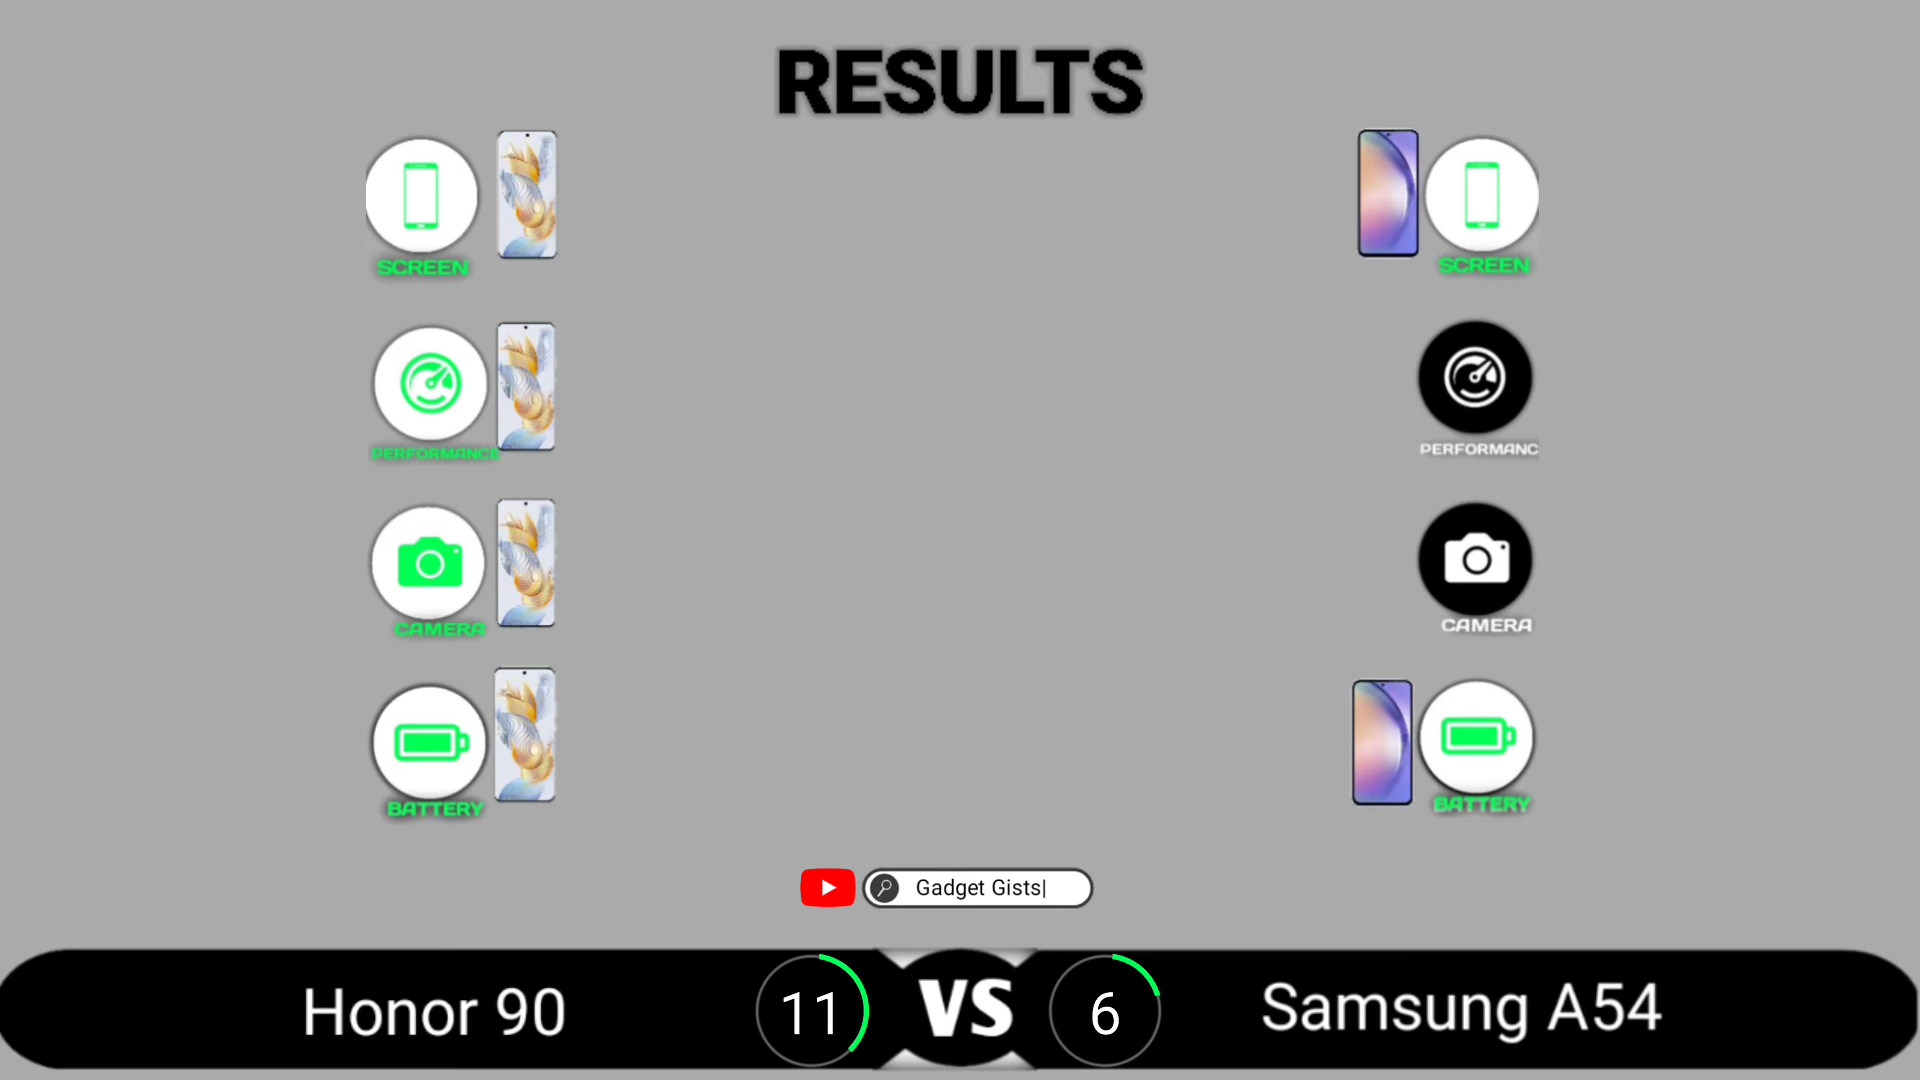 RESULTS
SCREEN
SCREEN
PERFORMANCE
PERFORMANC
CAMERA
CAMERA
BATTERY
BATTERY
Gadget Gists|
Honor 90
11
VS
6
Samsung A54